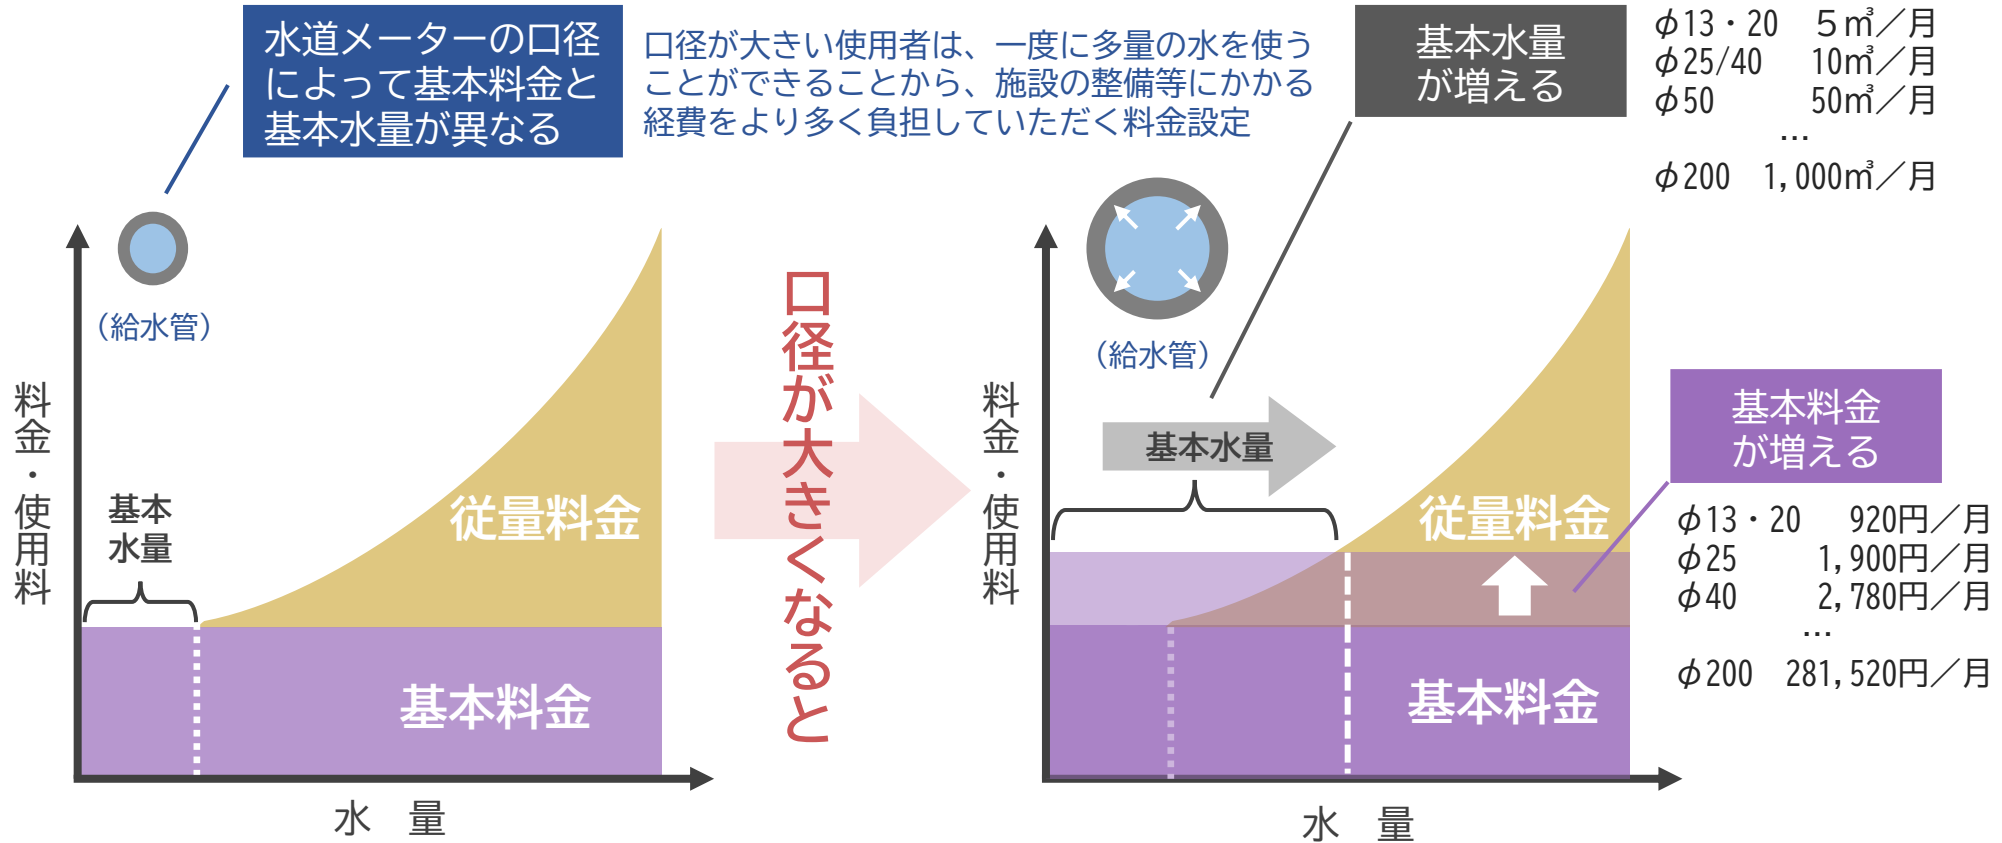 水道メーターの口径
によって基本料金と
基本水量が異なる
口径が大きい使用者は、一度に多量の水を使う
ことができることから、施設の整備等にかかる
経費をより多く負担していただく料金設定
基本水量
が増える
φ13・20　５㎥／月
φ25/40　10㎥／月
φ50　50㎥／月
…
φ200　1,000㎥／月
（給水管）
料金・使用料
基本
水量
従量料金
基本料金
水　量
口径が大きくなると
（給水管）
料金・使用料
基本水量
従量料金
基本料金
水　量
基本料金
が増える
φ13・20　920円／月
φ25　1,900円／月
φ40　2,780円／月
…
φ200　281,520円／月